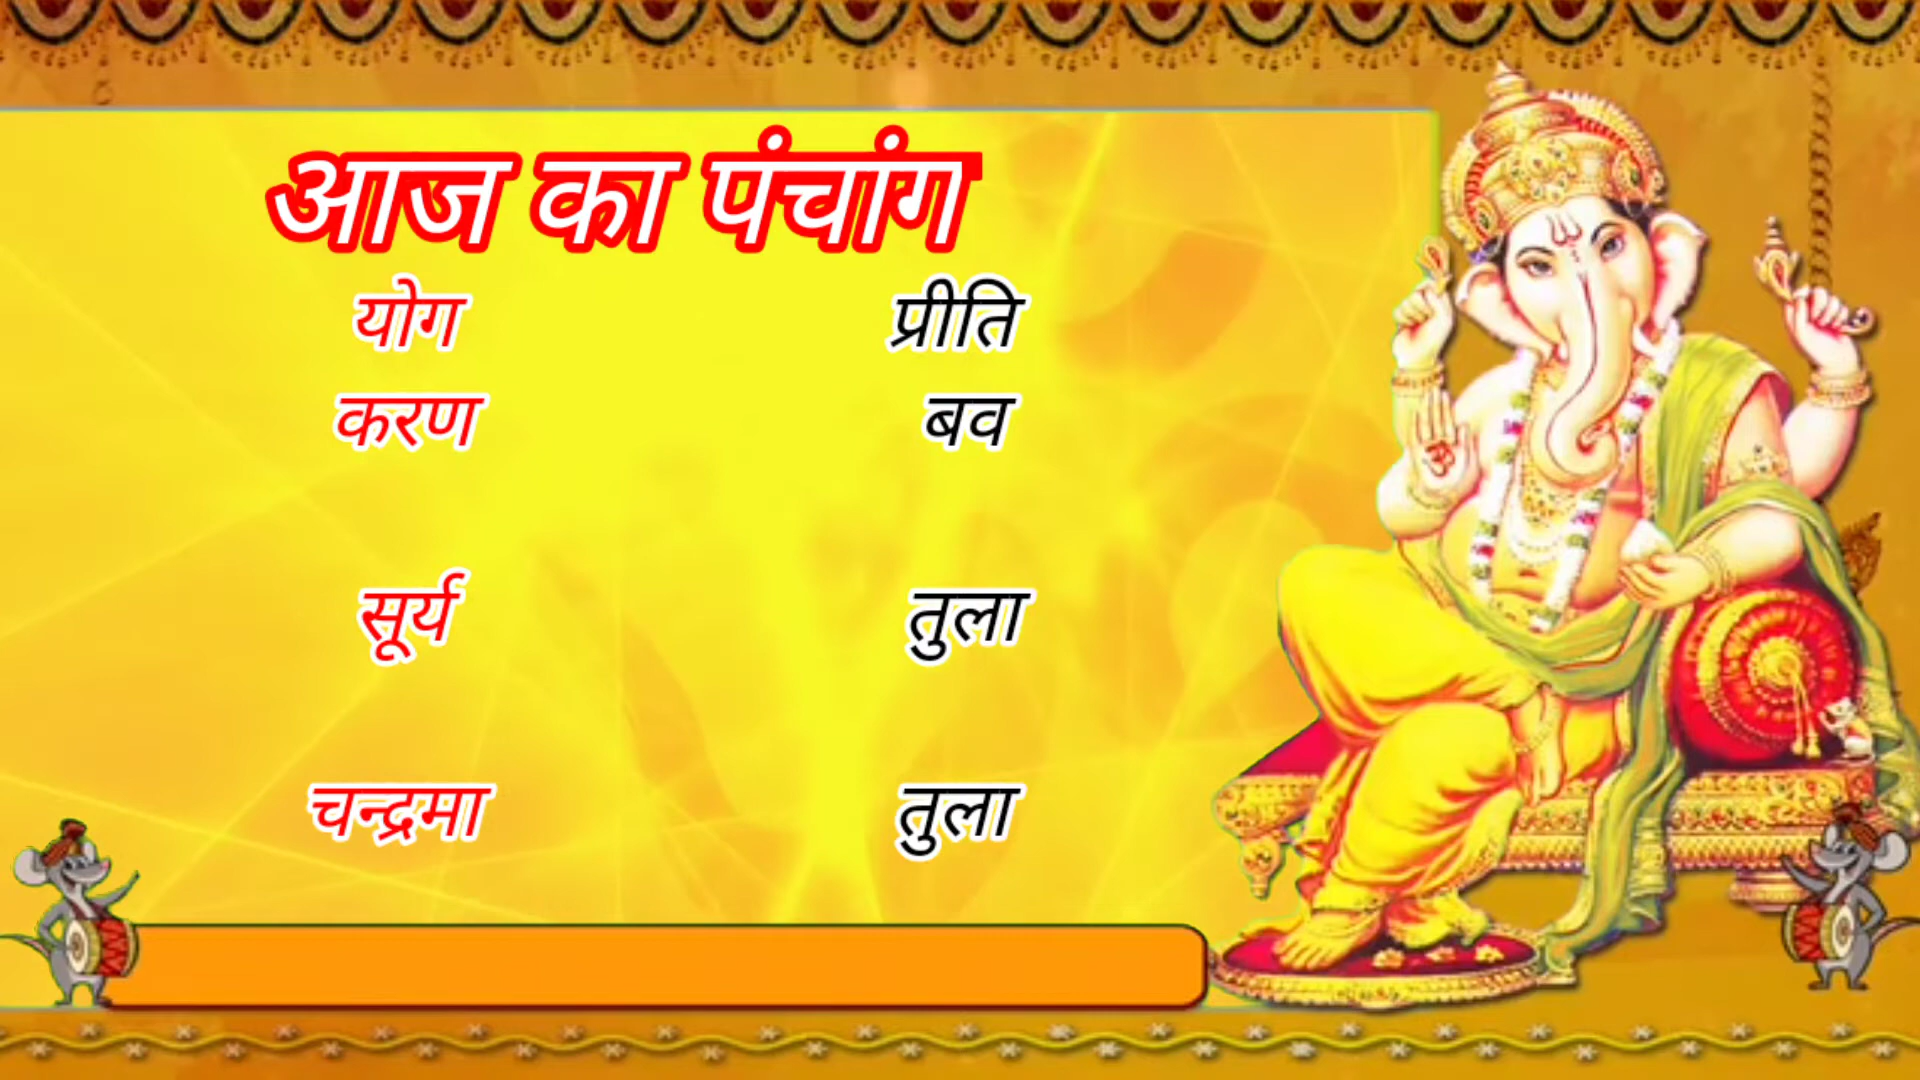 आज का पंचांग
योग प्रीति
करण बव
सूर्य तुला
चन्द्रमा तुला